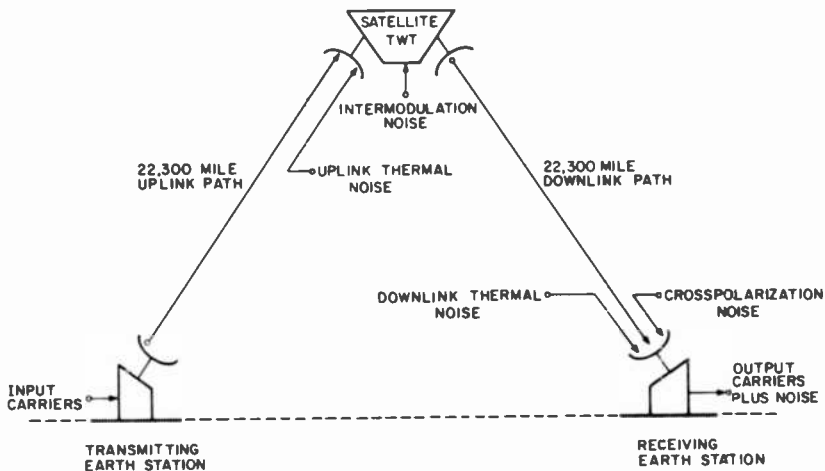 SATELLITE
TWT
INTERMODULATION
NOISE
22,300 MILE
UPLINK PATH
UPLINK THERMAL
NOISE
22,300 MILE
DOWNLINK PATH
DOWNLINK THERMAL
NOISE
CROSSPOLARIZATION
NOISE
INPUT
CARRIERS
OUTPUT
CARRIERS
PLUS NOISE
TRANSMITTING
EARTH STATION
RECEIVING
EARTH STATION